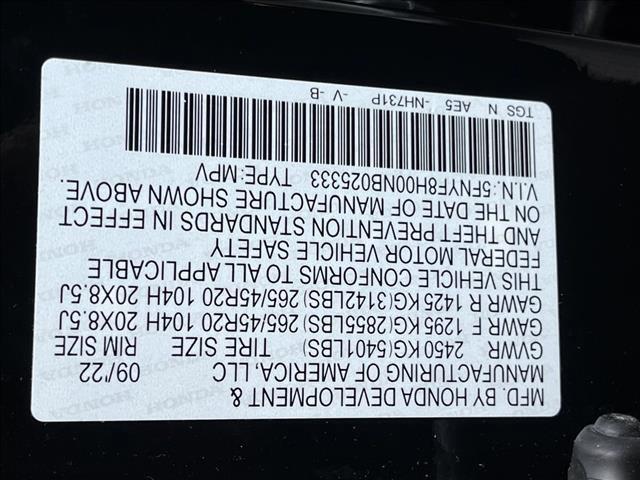 MFD. BY HONDA DEVELOPMENT &
MANUFACTURING OF AMERICA, LLC 09/'22
GVWR 2450 KG(5401LBS) TIRE SIZE RIM SIZE
GAWR F 1295 KG(2855LBS) 265/45R20 104H 20X8.5J
GAWR R 1425 KG(3142LBS) 265/45R20 104H 20X8.5J
THIS VEHICLE CONFORMS TO ALL APPLICABLE
FEDERAL MOTOR VEHICLE SAFETY
AND THEFT PREVENTION STANDARDS IN EFFECT
ON THE DATE OF MANUFACTURE SHOWN ABOVE.
V.I.N.:5FNYF8H00NB025333 TYPE:MPV
TGS N AE5 -NH731P -V -B